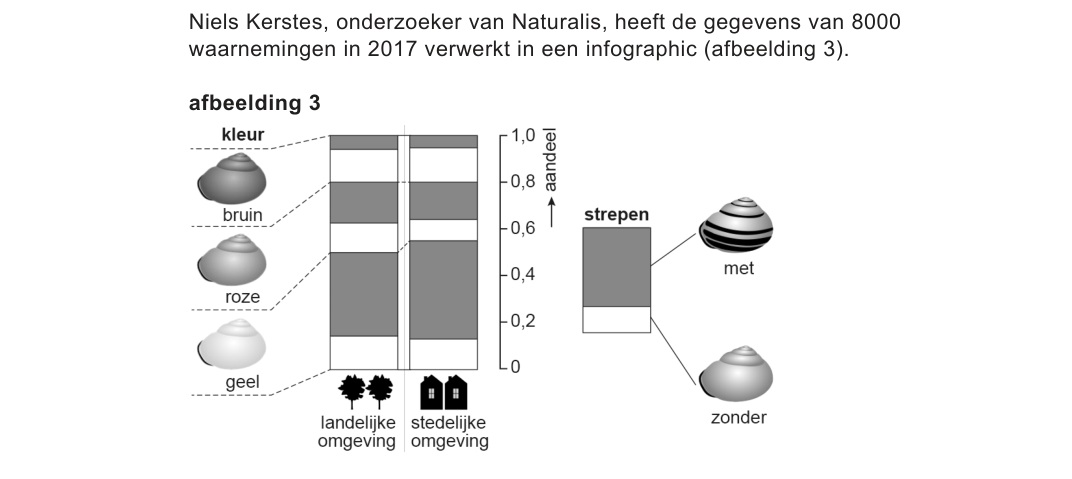 Niels Kerstes, onderzoeker van Naturalis, heeft de gegevens van 8000
waarnemingen in 2017 verwerkt in een infographic (afbeelding 3).
afbeelding 3
kleur
bruin
roze
geel
1,0
0,8
0,6
0,4
0,2
0
aandeel
landelijke
omgeving
stedelijke
omgeving
strepen
met
zonder